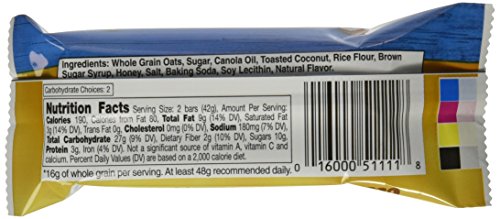 Ingredients: Whole Grain Oats, Sugar, Canola Oil, Toasted Coconut, Rice Flour, Brown
Sugar Syrup, Honey, Salt, Baking Soda, Soy Lecithin, Natural Flavor.
Carbohydrate Choices: 2
Nutrition Facts Serving Size: 2 bars (42g), Amount Per Serving:
Calories 190, Calories from Fat 80, Total Fat 9g (14% DV), Saturated Fat
3g (14% DV), Trans Fat 0g, Cholesterol 0mg (0% DV), Sodium 180mg (7% DV),
Total Carbohydrate 27g (9% DV), Dietary Fiber 2g (10% DV), Sugars 10g,
Protein 3g, Iron (4% DV). Not a significant source of vitamin A, vitamin C and
calcium. Percent Daily Values (DV) are based on a 2,000 calorie diet.
*16g of whole grain per serving. At least 48g recommended daily.
0 16000 51111 8